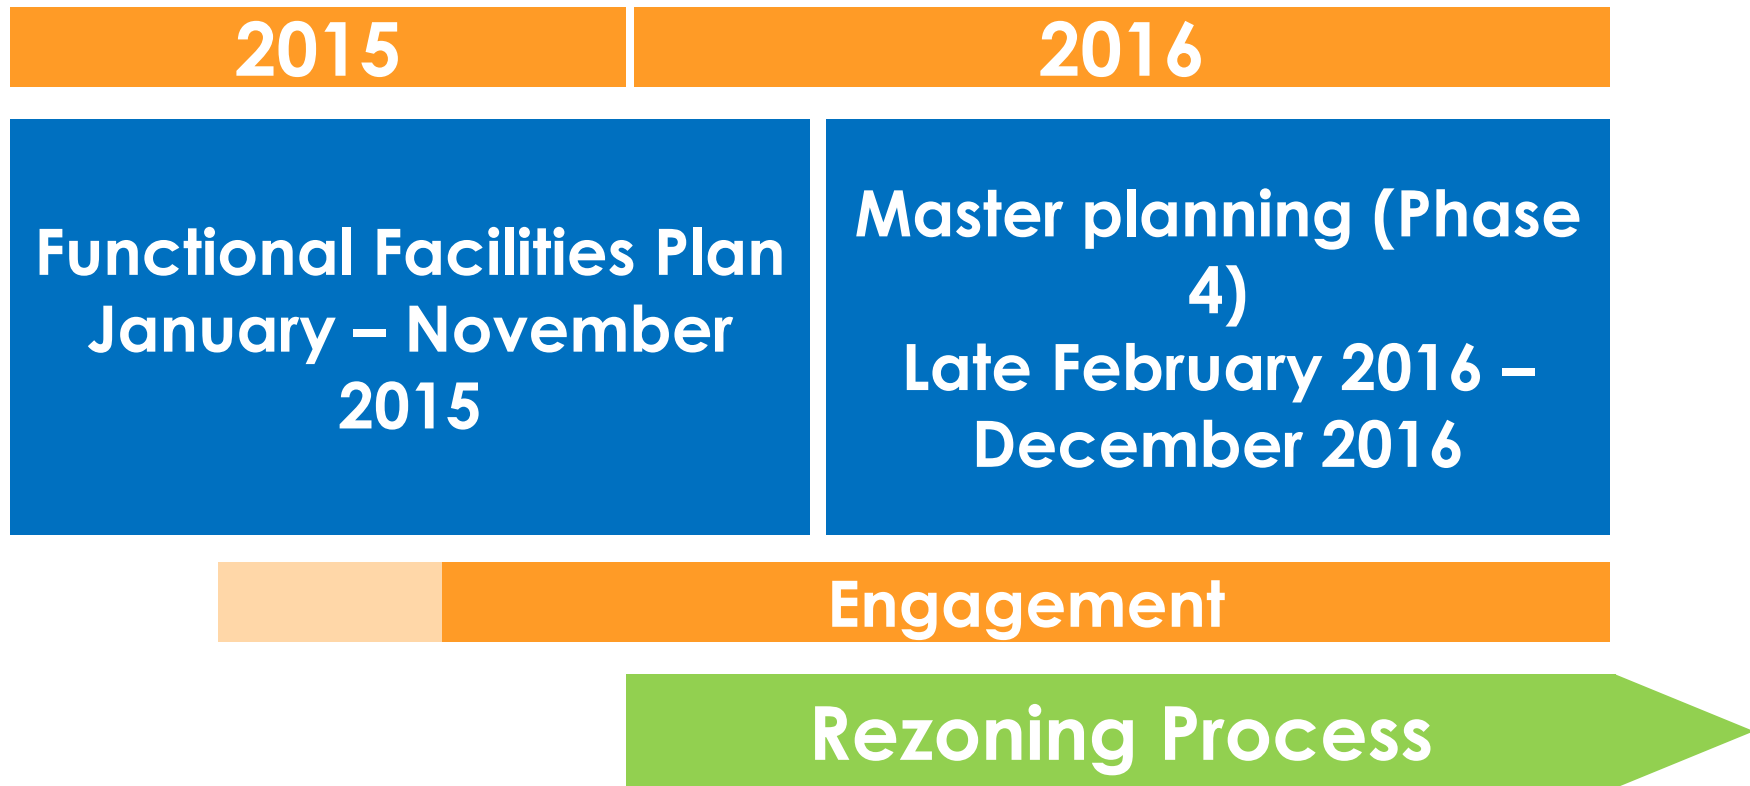 2015
2016
Functional Facilities Plan
January – November
2015
Master planning (Phase
4)
Late February 2016 –
December 2016
Engagement
Rezoning Process